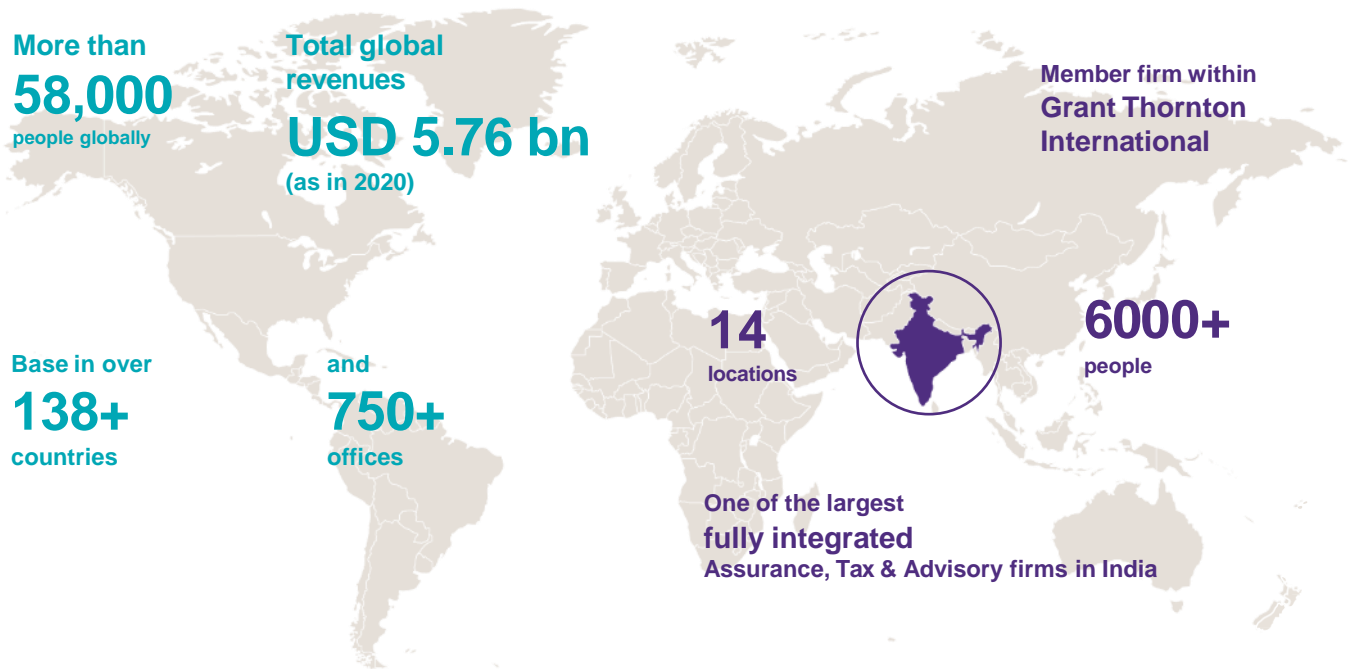 More than
58,000
people globally
Total global
revenues
USD 5.76 bn
(as in 2020)
Base in over
138+
countries
and
750+
offices
Member firm within
Grant Thornton
International
14
locations
6000+
people
One of the largest
fully integrated
Assurance, Tax & Advisory firms in India